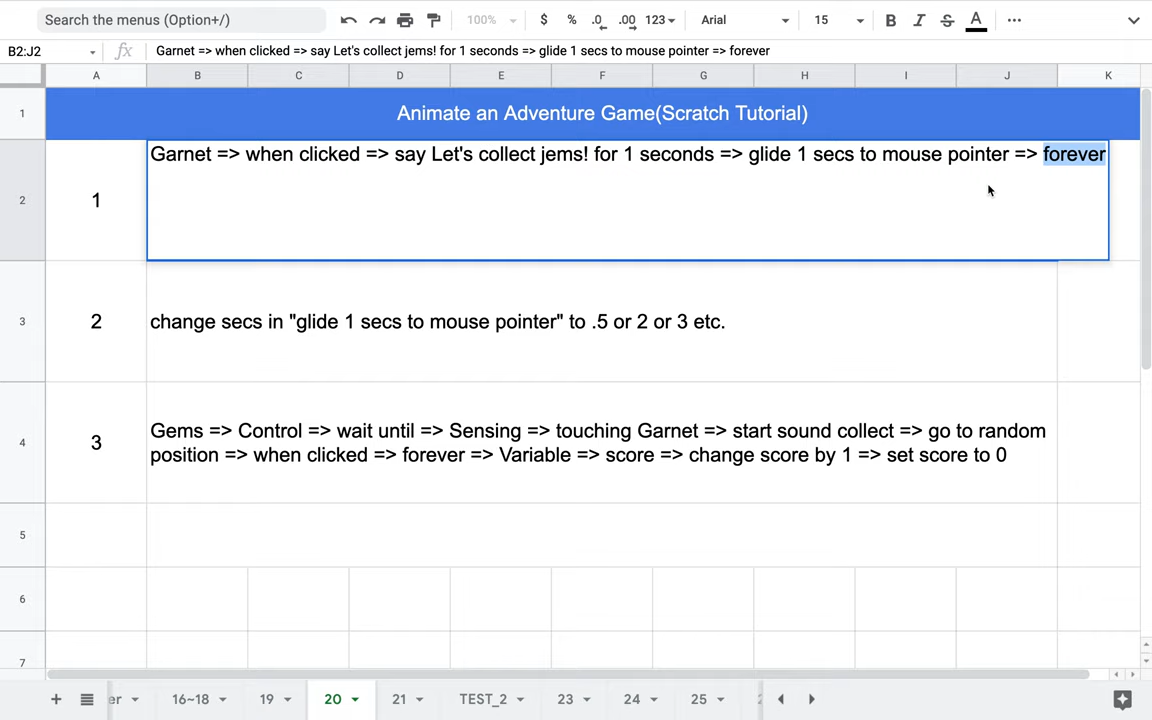 Search the menus (Option+/) 100% $ % .0 .00 123 Arial 15 B I S A
B2:J2 fx Garnet => when clicked => say Let's collect jems! for 1 seconds => glide 1 secs to mouse pointer => forever
A B C D E F G H I J K
1 Animate an Adventure Game(Scratch Tutorial)
2 1 Garnet => when clicked => say Let's collect jems! for 1 seconds => glide 1 secs to mouse pointer => forever
3 2 change secs in "glide 1 secs to mouse pointer" to .5 or 2 or 3 etc.
4 3 Gems => Control => wait until => Sensing => touching Garnet => start sound collect => go to random
position => when clicked => forever => Variable => score => change score by 1 => set score to 0
5
6
7
er 16~18 19 20 21 TEST_2 23 24 25